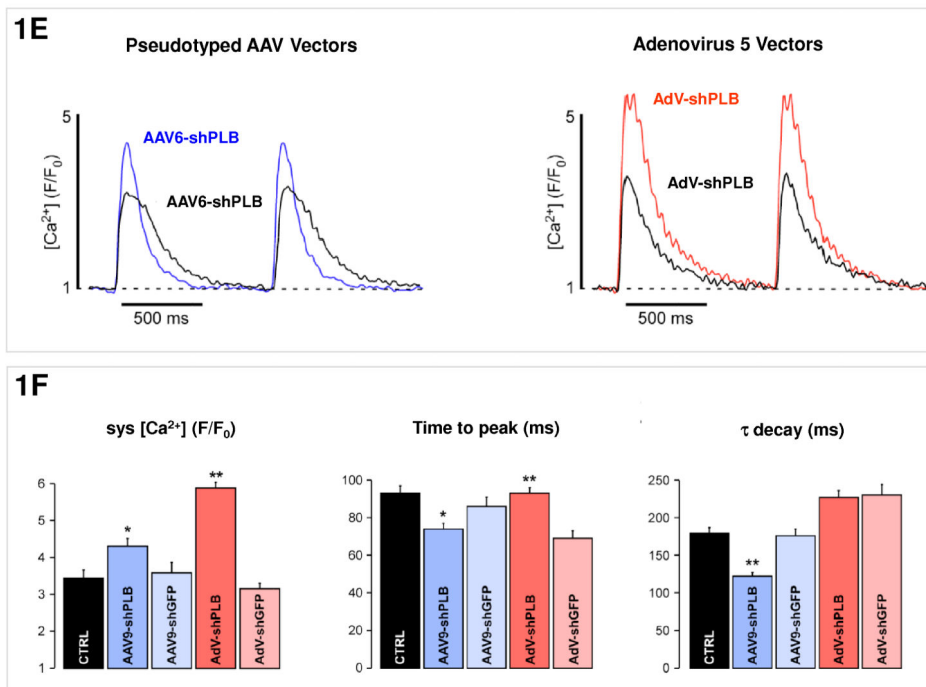 1E
Pseudotyped AAV Vectors
Adenovirus 5 Vectors
5
[Ca²⁺] (F/F₀)
1
AAV6-shPLB
AAV6-shPLB
500 ms
5
[Ca²⁺] (F/F₀)
1
AdV-shPLB
AdV-shPLB
500 ms
1F
sys [Ca²⁺] (F/F₀)
6
5
4
3
2
1
*
**
CTRL
AAV9-shPLB
AAV9-shGFP
AdV-shPLB
AdV-shGFP
Time to peak (ms)
100
80
60
40
20
0
*
**
CTRL
AAV9-shPLB
AAV9-shGFP
AdV-shPLB
AdV-shGFP
τ decay (ms)
250
200
150
100
50
0
**
CTRL
AAV9-shPLB
AAV9-shGFP
AdV-shPLB
AdV-shGFP